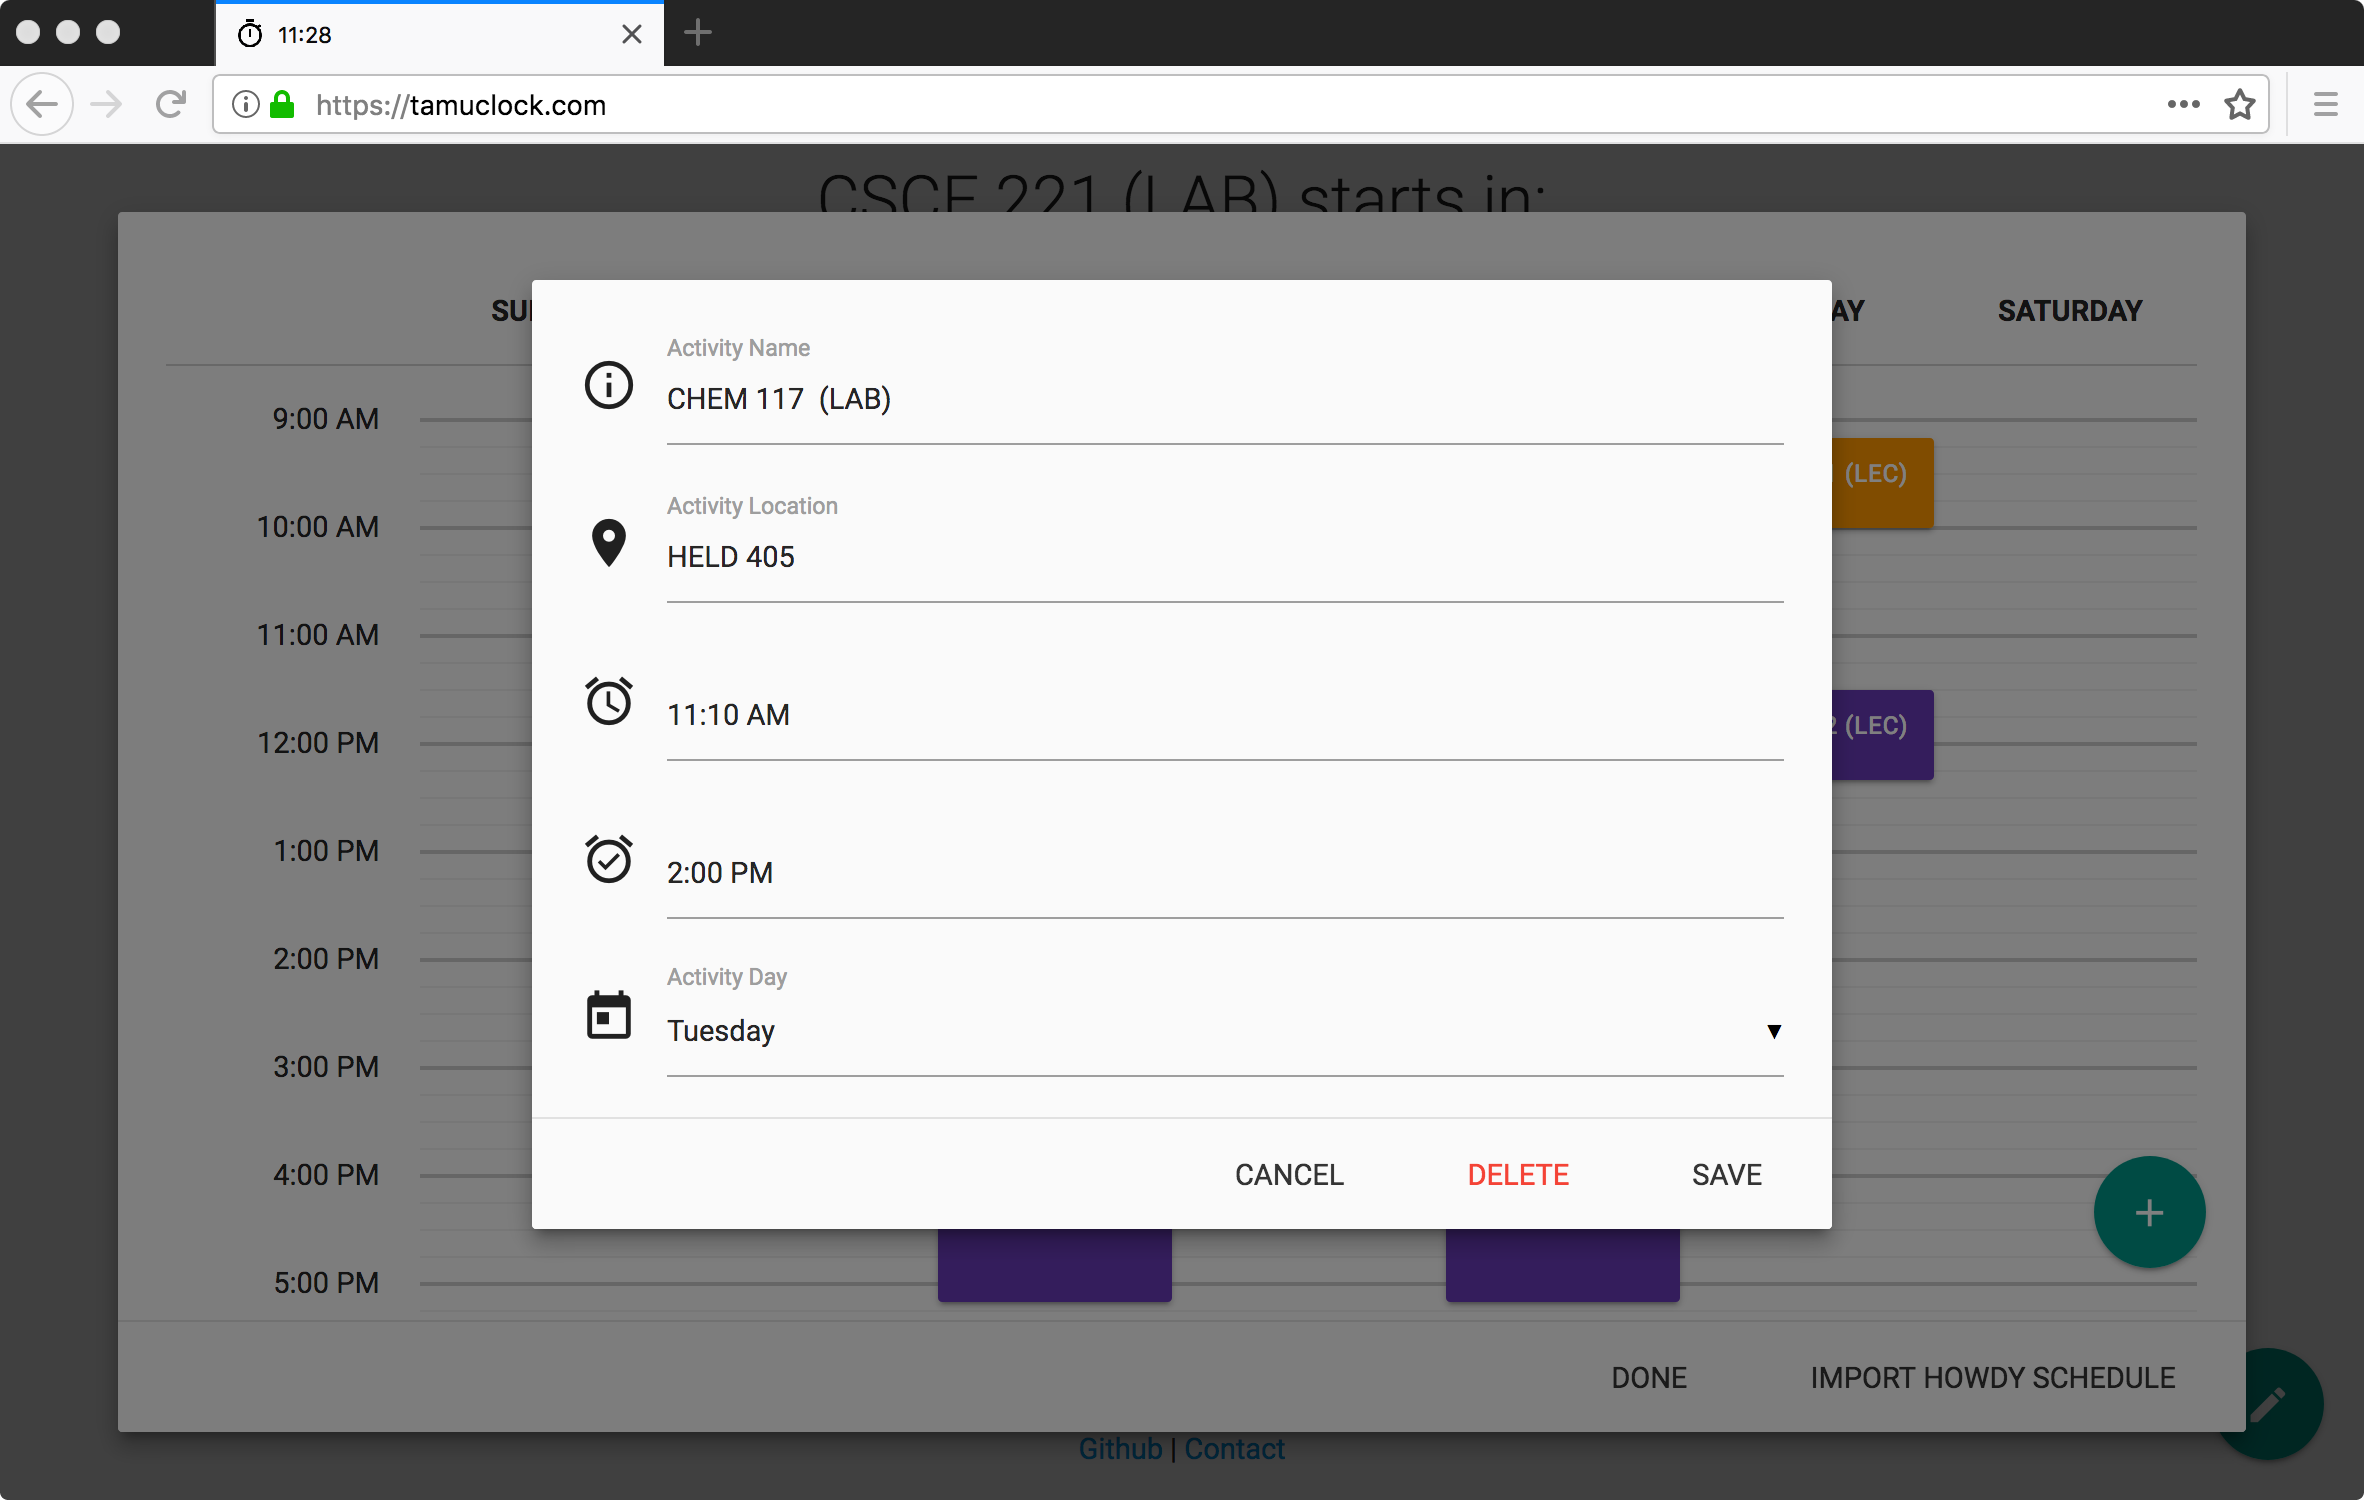 11:28
https://tamuclock.com
CSCE 221 (LAB) starts in:
SATURDAY
Activity Name
CHEM 117  (LAB)
9:00 AM
(LEC)
Activity Location
10:00 AM
HELD 405
11:00 AM
11:10 AM
2 (LEC)
12:00 PM
1:00 PM
2:00 PM
2:00 PM
Activity Day
Tuesday
3:00 PM
4:00 PM
CANCEL DELETE SAVE
5:00 PM
DONE IMPORT HOWDY SCHEDULE
Github | Contact